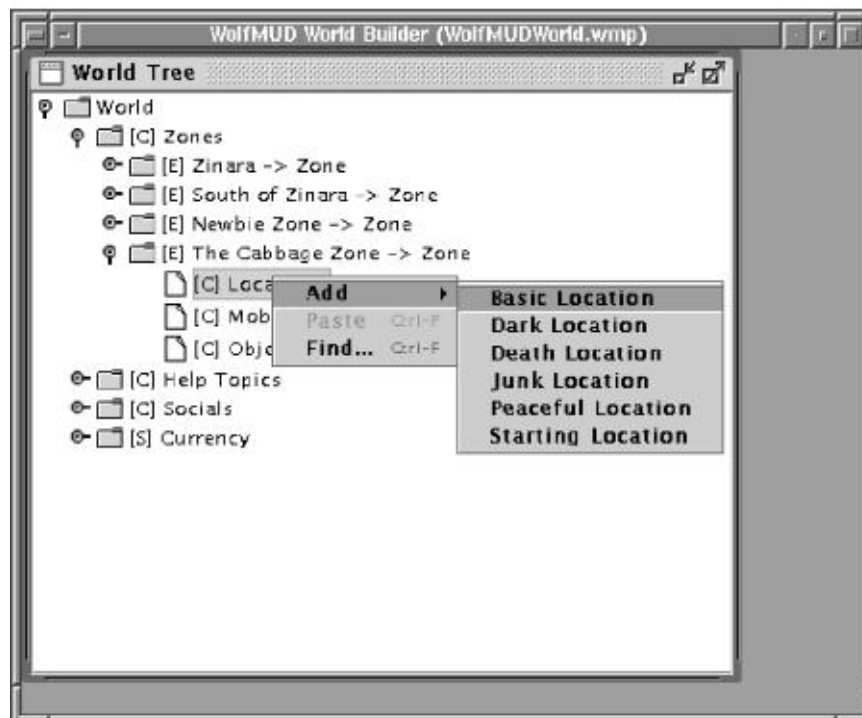 WolfMUD World Builder (WolfMUDWorld.wmp)
World Tree
World
[C] Zones
[E] Zinara -> Zone
[E] South of Zinara -> Zone
[E] Newbie Zone -> Zone
[E] The Cabbage Zone -> Zone
[C] Loca
[C] Mob
[C] Obje
[C] Help Topics
[C] Socials
[S] Currency
Add
Paste
Find... Ctrl-F
Basic Location
Dark Location
Death Location
Junk Location
Peaceful Location
Starting Location